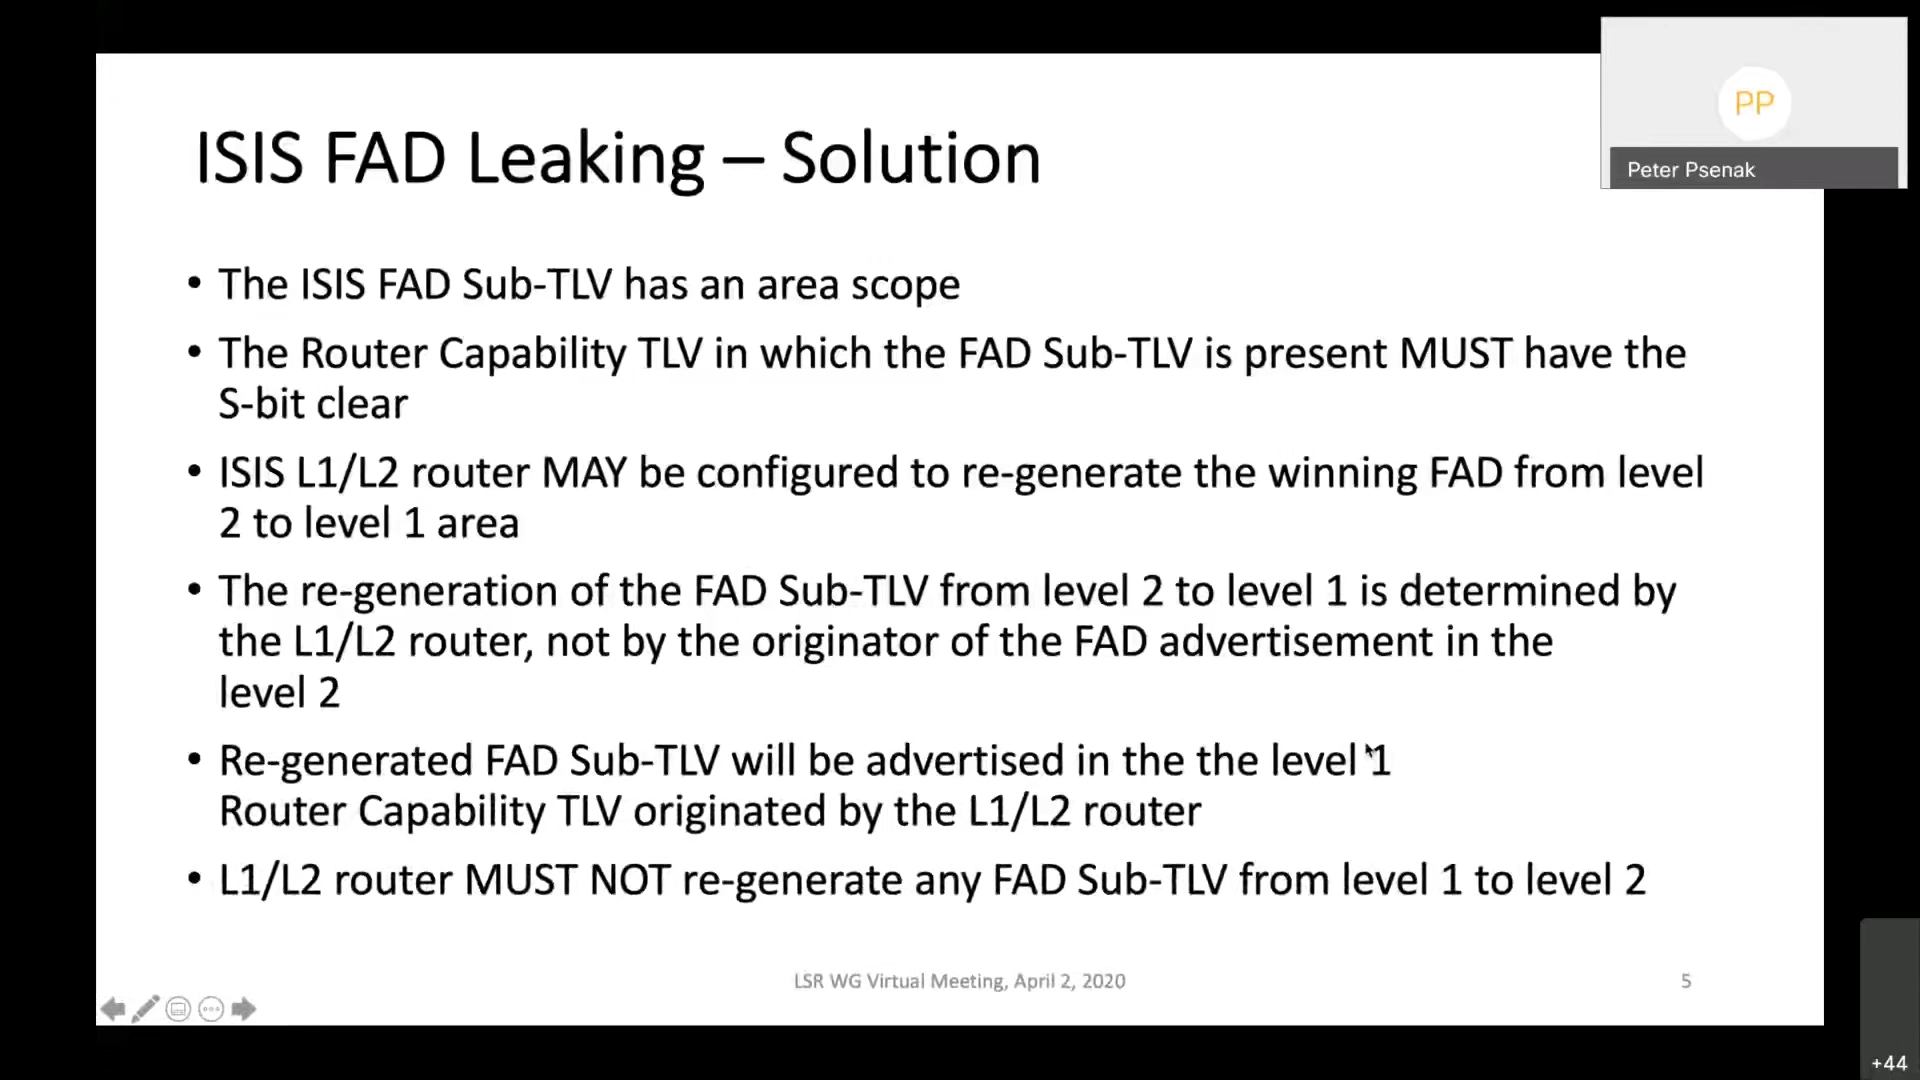 ISIS FAD Leaking – Solution
PP
Peter Psenak
• The ISIS FAD Sub-TLV has an area scope
• The Router Capability TLV in which the FAD Sub-TLV is present MUST have the
S-bit clear
• ISIS L1/L2 router MAY be configured to re-generate the winning FAD from level
2 to level 1 area
• The re-generation of the FAD Sub-TLV from level 2 to level 1 is determined by
the L1/L2 router, not by the originator of the FAD advertisement in the
level 2
• Re-generated FAD Sub-TLV will be advertised in the the level 1
Router Capability TLV originated by the L1/L2 router
• L1/L2 router MUST NOT re-generate any FAD Sub-TLV from level 1 to level 2
LSR WG Virtual Meeting, April 2, 2020
5
+44